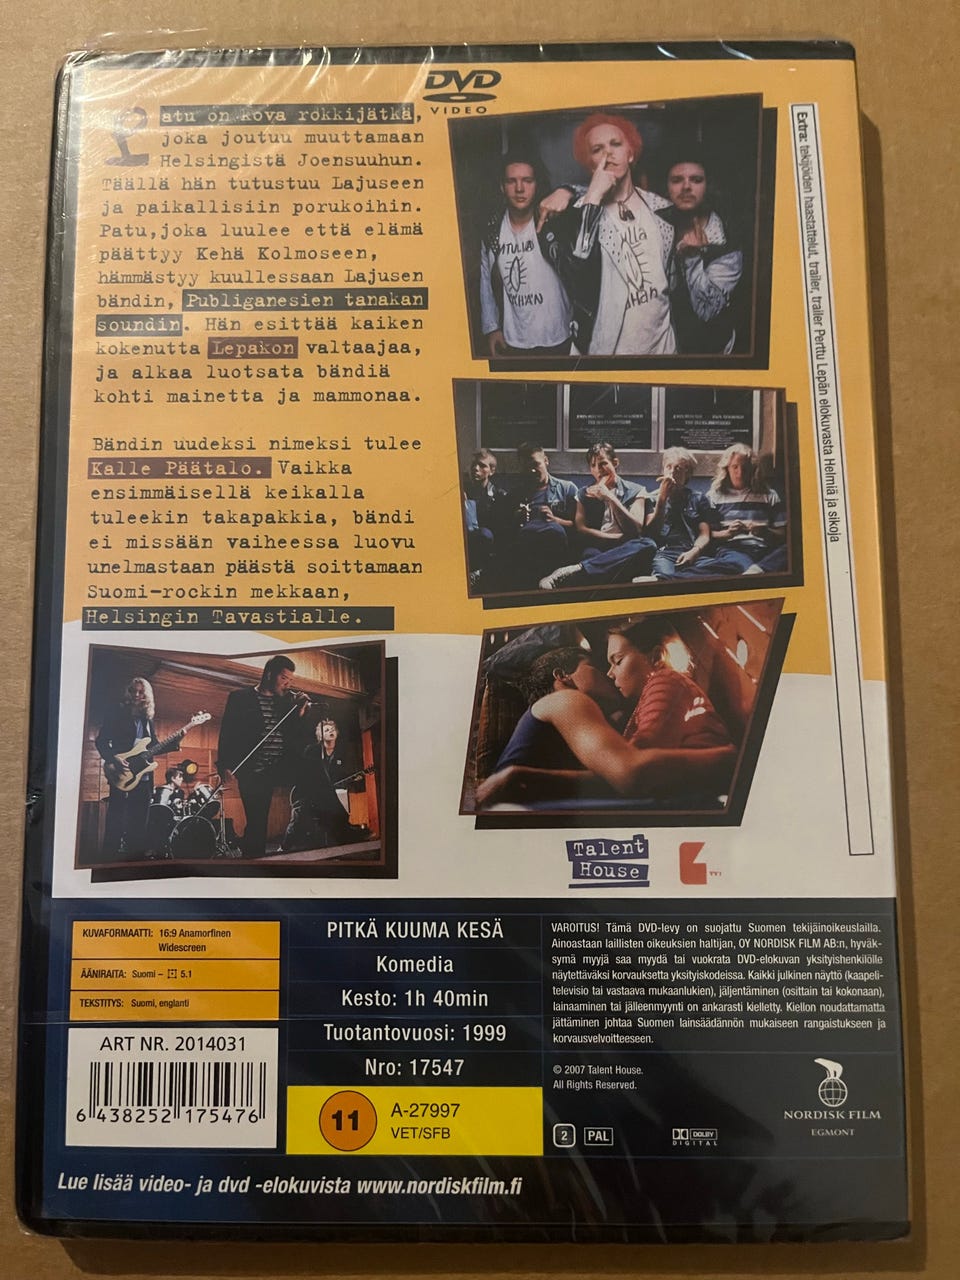 DVD
VIDEO
Patu on kova rokkijätkä,
joka joutuu muuttamaan
Helsingistä Joensuuhun.
Täällä hän tutustuu Lajuseen
ja paikallisiin porukoihin.
Patu,joka luulee että elämä
päättyy Kehä Kolmoseen,
hämmästyy kuullessaan Lajusen
bändin, Publiganesien tanakan
soundin. Hän esittää kaiken
kokenutta Lepakon valtaajaa,
ja alkaa luotsata bändiä
kohti mainetta ja mammonaa.
Bändin uudeksi nimeksi tulee
Kalle Päätalo. Vaikka
ensimmäisellä keikalla
tuleekin takapakkia, bändi
ei missään vaiheessa luovu
unelmastaan päästä soittamaan
Suomi-rockin mekkaan,
Helsingin Tavastialle.
Extra: tekijöiden haastattelut, trailer, trailer Perttu Lepän elokuvasta Helmiä ja sikoja
Talent
House
TV1
KUVAFORMAATTI: 16:9 Anamorfinen
Widescreen
ÄÄNIRAITA: Suomi – 5.1
TEKSTITYS: Suomi, englanti
ART NR. 2014031
6 438252 175476
PITKÄ KUUMA KESÄ
Komedia
Kesto: 1h 40min
Tuotantovuosi: 1999
Nro: 17547
11
A-27997
VET/SFB
VAROITUS! Tämä DVD-levy on suojattu Suomen tekijäinoikeuslailla.
Ainoastaan laillisten oikeuksien haltijan, OY NORDISK FILM AB:n, hyväk-
symä myyjä saa myydä tai vuokrata DVD-elokuvan yksityishenkilöille
näytettäväksi korvauksetta yksityiskodeissa. Kaikki julkinen näyttö (kaapeli-
televisio tai vastaava mukaanlukien), jäljentäminen (osittain tai kokonaan),
lainaaminen tai jälleenmyynti on ankarasti kielletty. Kiellon noudattamatta
jättäminen johtaa Suomen lainsäädännön mukaiseen rangaistukseen ja
korvausvelvoitteeseen.
© 2007 Talent House.
All Rights Reserved.
2
PAL
DOLBY
DIGITAL
NORDISK FILM
EGMONT
Lue lisää video- ja dvd -elokuvista www.nordiskfilm.fi